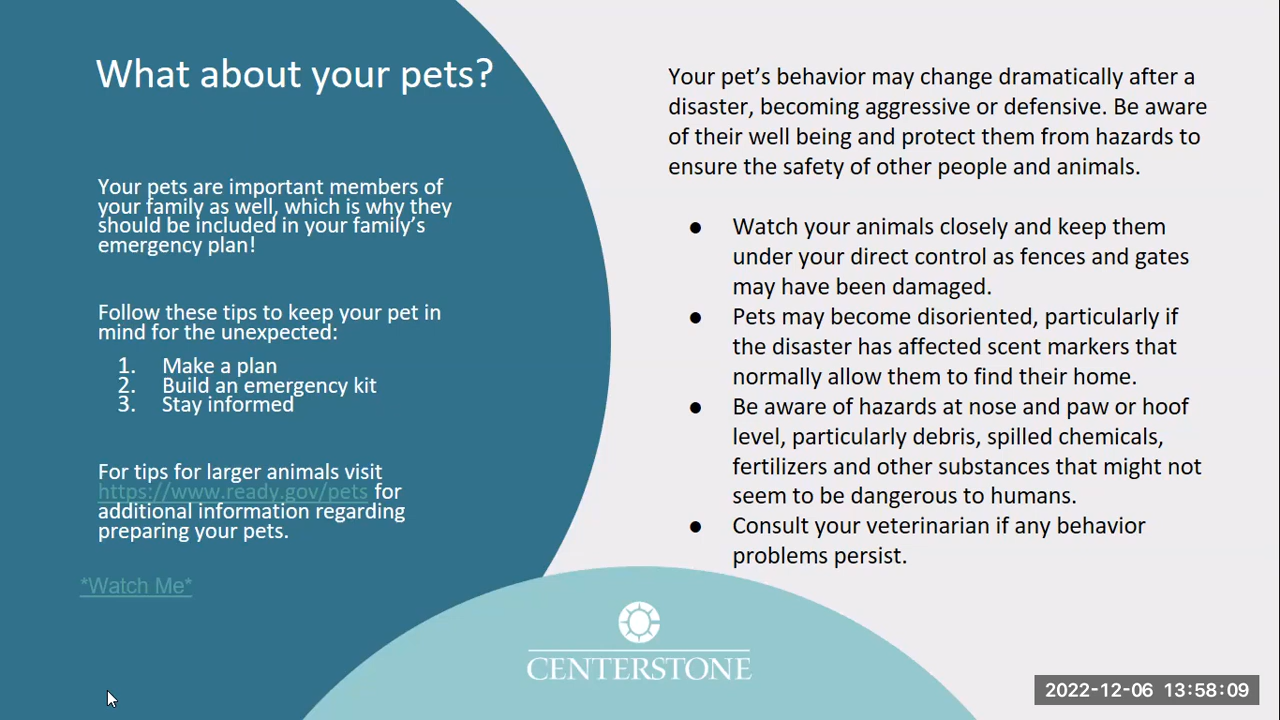 What about your pets?
Your pets are important members of
your family as well, which is why they
should be included in your family’s
emergency plan!
Follow these tips to keep your pet in
mind for the unexpected:
1. Make a plan
2. Build an emergency kit
3. Stay informed
For tips for larger animals visit
https://www.ready.gov/pets for
additional information regarding
preparing your pets.
*Watch Me*
Your pet’s behavior may change dramatically after a
disaster, becoming aggressive or defensive. Be aware
of their well being and protect them from hazards to
ensure the safety of other people and animals.
● Watch your animals closely and keep them
under your direct control as fences and gates
may have been damaged.
● Pets may become disoriented, particularly if
the disaster has affected scent markers that
normally allow them to find their home.
● Be aware of hazards at nose and paw or hoof
level, particularly debris, spilled chemicals,
fertilizers and other substances that might not
seem to be dangerous to humans.
● Consult your veterinarian if any behavior
problems persist.
CENTERSTONE
2022-12-06 13:58:09